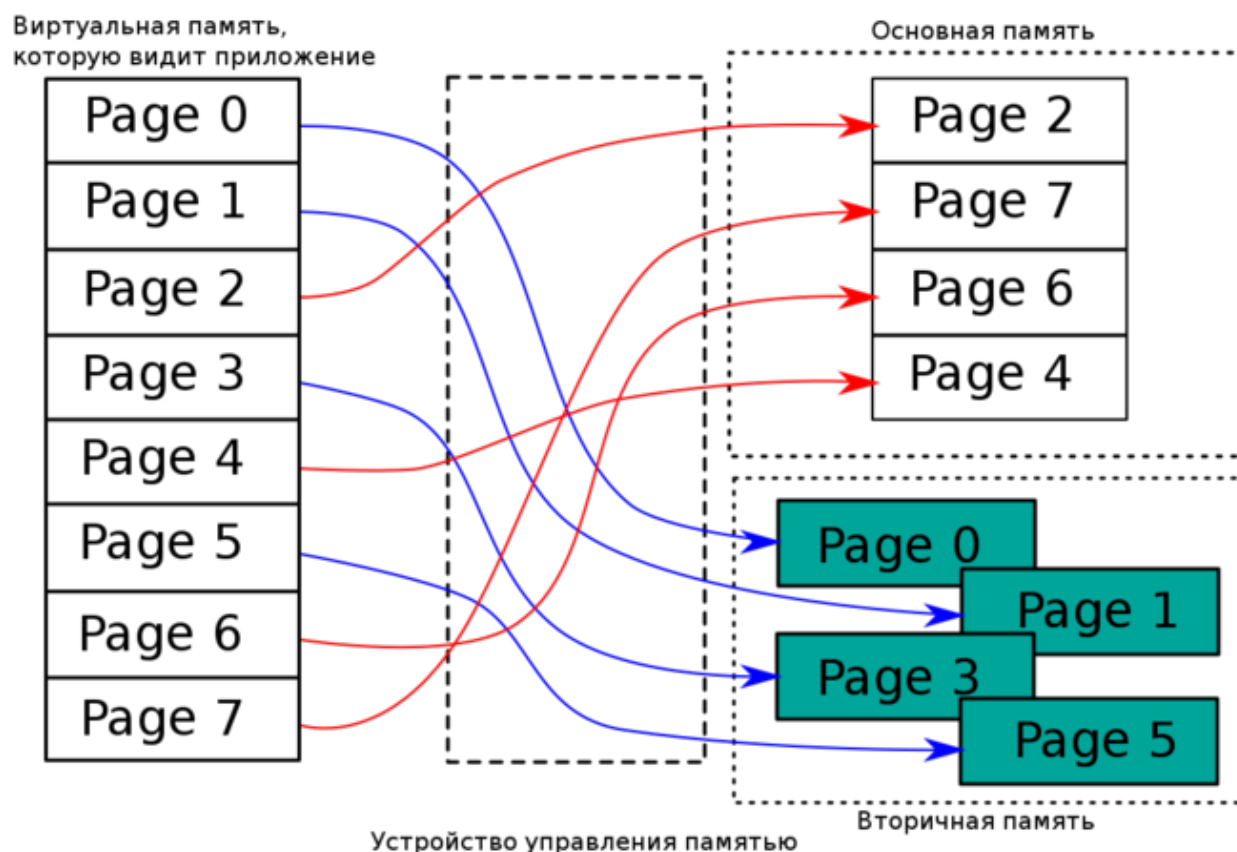 Виртуальная память,
которую видит приложение
Page 0
Page 1
Page 2
Page 3
Page 4
Page 5
Page 6
Page 7
Основная память
Page 2
Page 7
Page 6
Page 4
Page 0
Page 1
Page 3
Page 5
Вторичная память
Устройство управления памятью